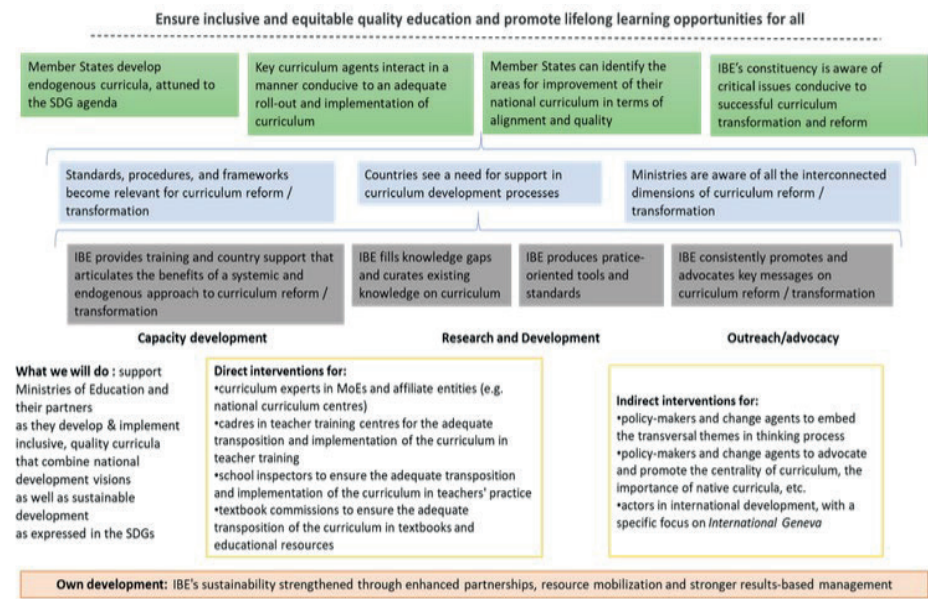 Ensure inclusive and equitable quality education and promote lifelong learning opportunities for all
Member States develop
endogenous curricula, attuned
to the SDG agenda
Key curriculum agents interact in a
manner conducive to an adequate
roll-out and implementation of
curriculum
Member States can identify the
areas for improvement of their
national curriculum in terms of
alignment and quality
IBE's constituency is aware of
critical issues conducive to
successful curriculum
transformation and reform
Standards, procedures, and frameworks
become relevant for curriculum reform /
transformation
Countries see a need for support in
curriculum development processes
Ministries are aware of all the interconnected
dimensions of curriculum reform /
transformation
IBE provides training and country support that
articulates the benefits of a systemic and
endogenous approach to curriculum reform /
transformation
IBE fills knowledge gaps
and curates existing
knowledge on curriculum
IBE produces pratice-
oriented tools and
standards
IBE consistently promotes and
advocates key messages on
curriculum reform / transformation
Capacity development
Research and Development
Outreach/advocacy
What we will do : support
Ministries of Education and
their partners
as they develop & implement
inclusive, quality curricula
that combine national
development visions
as well as sustainable
development
as expressed in the SDGs
Direct interventions for:
•curriculum experts in MoEs and affiliate entities (e.g.
national curriculum centres)
•cadres in teacher training centres for the adequate
transposition and implementation of the curriculum in
teacher training
•school inspectors to ensure the adequate transposition
and implementation of the curriculum in teachers' practice
•textbook commissions to ensure the adequate
transposition of the curriculum in textbooks and
educational resources
Indirect interventions for:
•policy-makers and change agents to embed
the transversal themes in thinking process
•policy-makers and change agents to advocate
and promote the centrality of curriculum, the
importance of native curricula, etc.
•actors in international development, with a
specific focus on International Geneva
Own development: IBE's sustainability strengthened through enhanced partnerships, resource mobilization and stronger results-based management